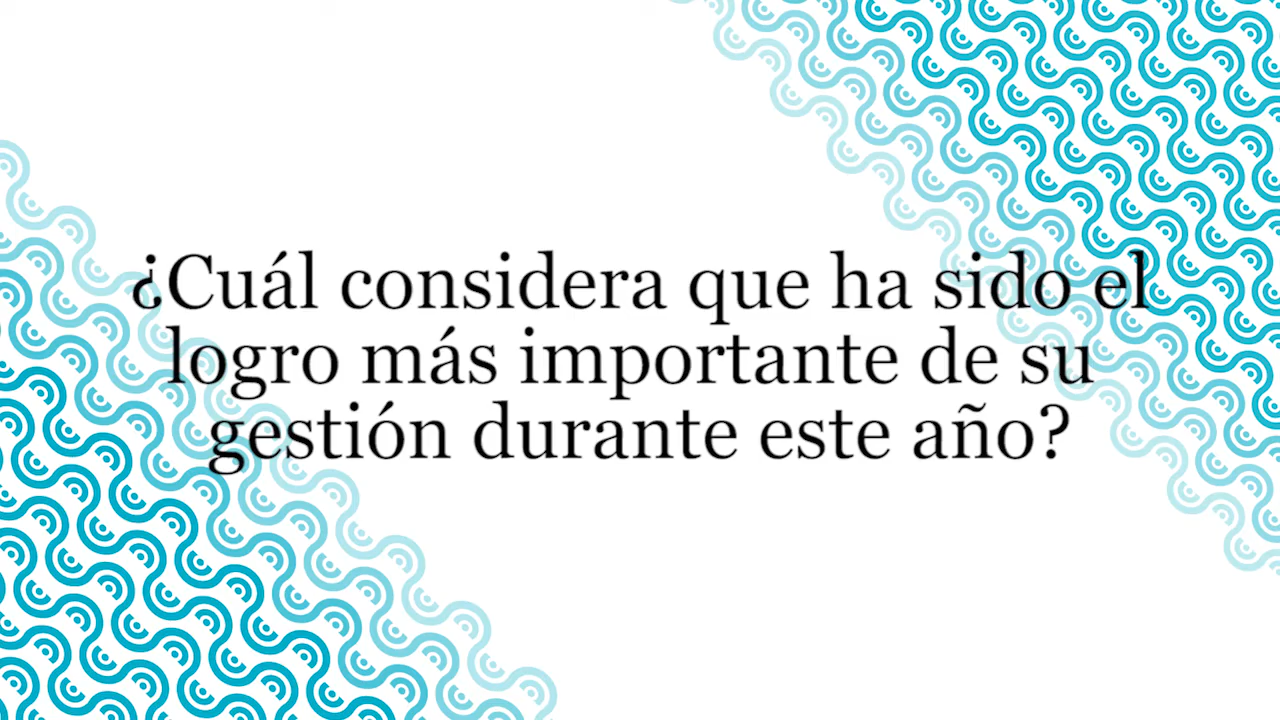 ¿Cuál considera que ha sido el
logro más importante de su
gestión durante este año?